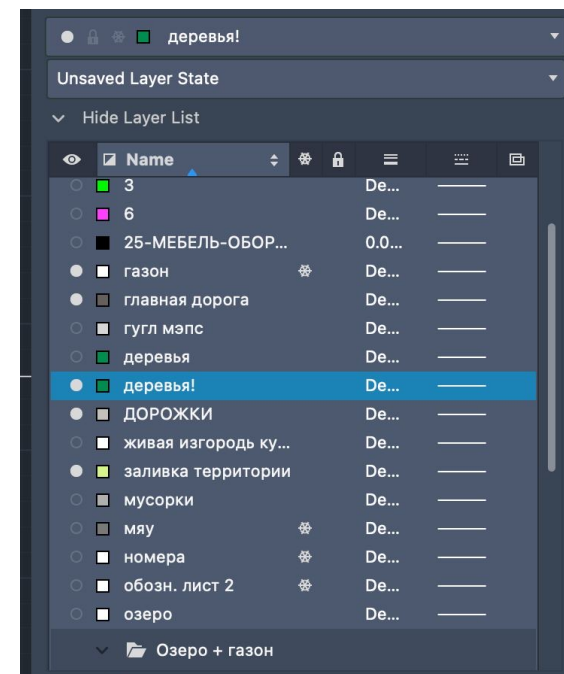 деревья!
Unsaved Layer State
Hide Layer List
Name
3 De...
6 De...
25-МЕБЕЛЬ-ОБОР... 0.0...
газон De...
главная дорога De...
гугл мэпс De...
деревья De...
деревья! De...
ДОРОЖКИ De...
живая изгородь ку... De...
заливка территории De...
мусорки De...
мяу De...
номера De...
обозн. лист 2 De...
озеро De...
Озеро + газон